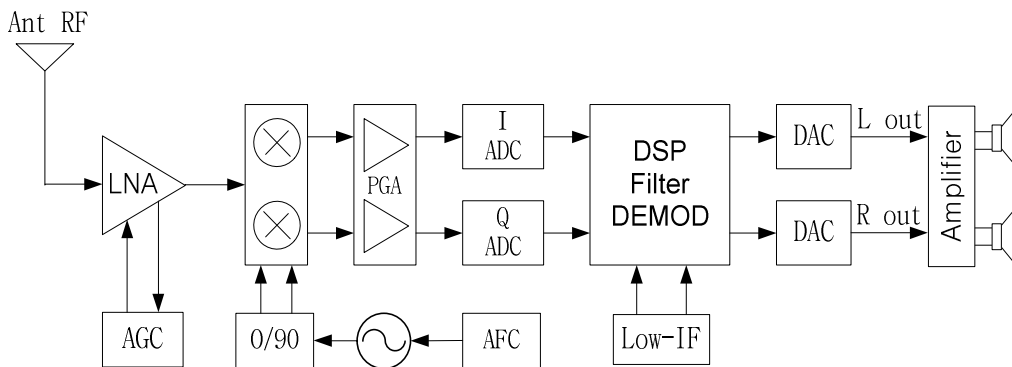 Ant RF
LNA
AGC
0/90
PGA
I
ADC
Q
ADC
AFC
DSP
Filter
DEMOD
Low-IF
DAC
L out
DAC
R out
Amplifier